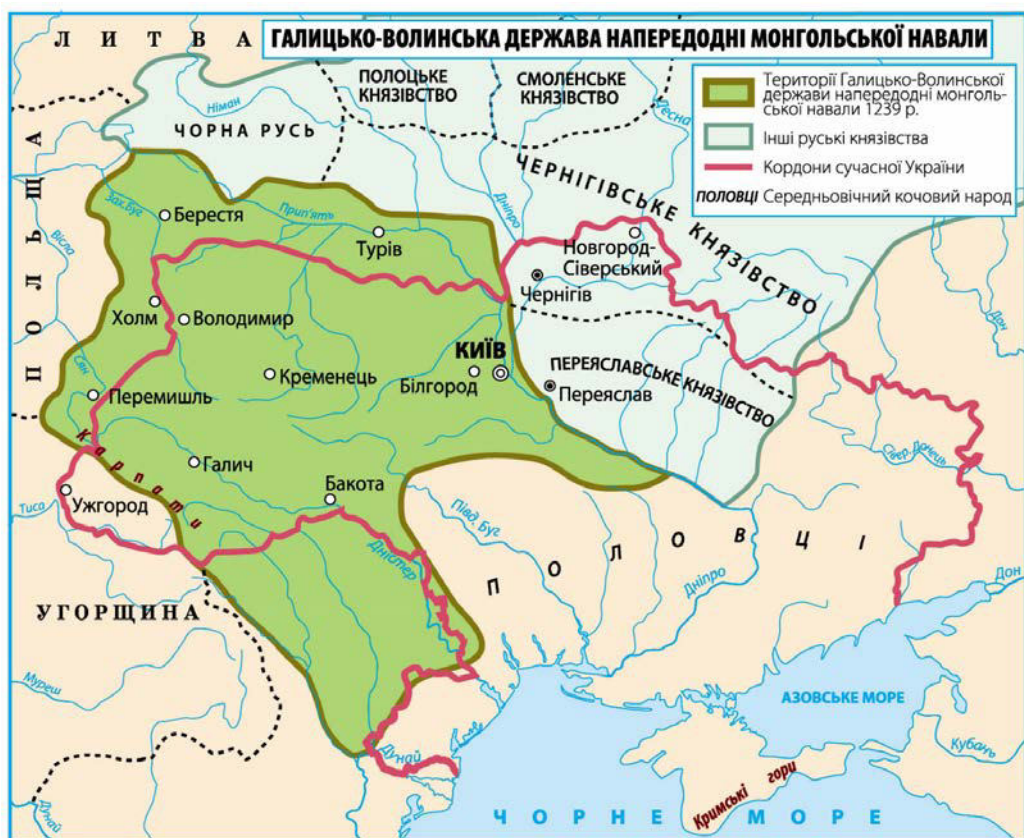 ГАЛИЦЬКО-ВОЛИНСЬКА ДЕРЖАВА НАПЕРЕДОДНІ МОНГОЛЬСЬКОЇ НАВАЛИ
Території Галицько-Волинської
держави напередодні монголь-
ської навали 1239 р.
Інші руські князівства
Кордони сучасної України
ПОЛОВЦІ Середньовічний кочовий народ
ЛИТВА
ПОЛЬЩА
ПОЛОЦЬКЕ
КНЯЗІВСТВО
СМОЛЕНСЬКЕ
КНЯЗІВСТВО
Німан
ЧОРНА РУСЬ
Десна
ЧЕРНІГІВСЬКЕ КНЯЗІВСТВО
Дніпро
Зах.Буг
Берестя
Прип'ять
Турів
Новгород-
Сіверський
Чернігів
Вісла
Дон
Холм
Володимир
КИЇВ
Білгород
Кременець
ПЕРЕЯСЛАВСЬКЕ КНЯЗІВСТВО
Переяслав
Сян
Перемишль
Карпати
Галич
Бакота
Сівер. Донець
Ужгород
Тиса
Півд. Буг
ПОЛОВЦІ
Дністер
Дніпро
Дон
УГОРЩИНА
Муреш
АЗОВСЬКЕ МОРЕ
Дунай
Кубань
Кримські гори
Дунай
ЧОРНЕ МОРЕ